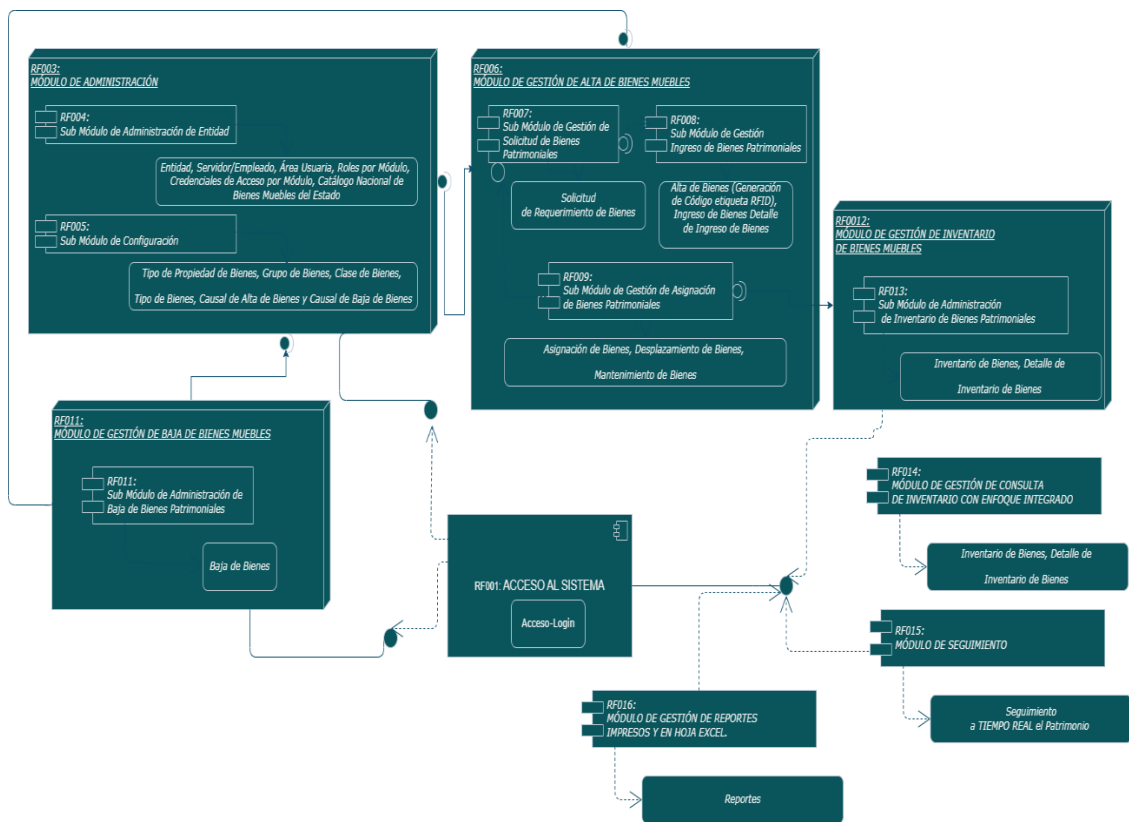 RF003:
MÓDULO DE ADMINISTRACIÓN
RF004:
Sub Módulo de Administración de Entidad
Entidad, Servidor/Empleado, Área Usuaria, Roles por Módulo,
Credenciales de Acceso por Módulo, Catálogo Nacional de
Bienes Muebles del Estado
RF005:
Sub Módulo de Configuración
Tipo de Propiedad de Bienes, Grupo de Bienes, Clase de Bienes,
Tipo de Bienes, Causal de Alta de Bienes y Causal de Baja de Bienes
RF006:
MÓDULO DE GESTIÓN DE ALTA DE BIENES MUEBLES
RF007:
Sub Módulo de Gestión de
Solicitud de Bienes
Patrimoniales
RF008:
Sub Módulo de Gestión
Ingreso de Bienes Patrimoniales
Solicitud
de Requerimiento de Bienes
Alta de Bienes (Generación
de Código etiqueta RFID),
Ingreso de Bienes Detalle
de Ingreso de Bienes
RF009:
Sub Módulo de Gestión de Asignación
de Bienes Patrimoniales
Asignación de Bienes, Desplazamiento de Bienes,
Mantenimiento de Bienes
RF0012:
MÓDULO DE GESTIÓN DE INVENTARIO
DE BIENES MUEBLES
RF013:
Sub Módulo de Administración
de Inventario de Bienes Patrimoniales
Inventario de Bienes, Detalle de
Inventario de Bienes
RF011:
MÓDULO DE GESTIÓN DE BAJA DE BIENES MUEBLES
RF011:
Sub Módulo de Administración de
Baja de Bienes Patrimoniales
Baja de Bienes
RF001: ACCESO AL SISTEMA
Acceso-Login
RF014:
MÓDULO DE GESTIÓN DE CONSULTA
DE INVENTARIO CON ENFOQUE INTEGRADO
Inventario de Bienes, Detalle de
Inventario de Bienes
RF015:
MÓDULO DE SEGUIMIENTO
Seguimiento
a TIEMPO REAL el Patrimonio
RF016:
MÓDULO DE GESTIÓN DE REPORTES
IMPRESOS Y EN HOJA EXCEL.
Reportes